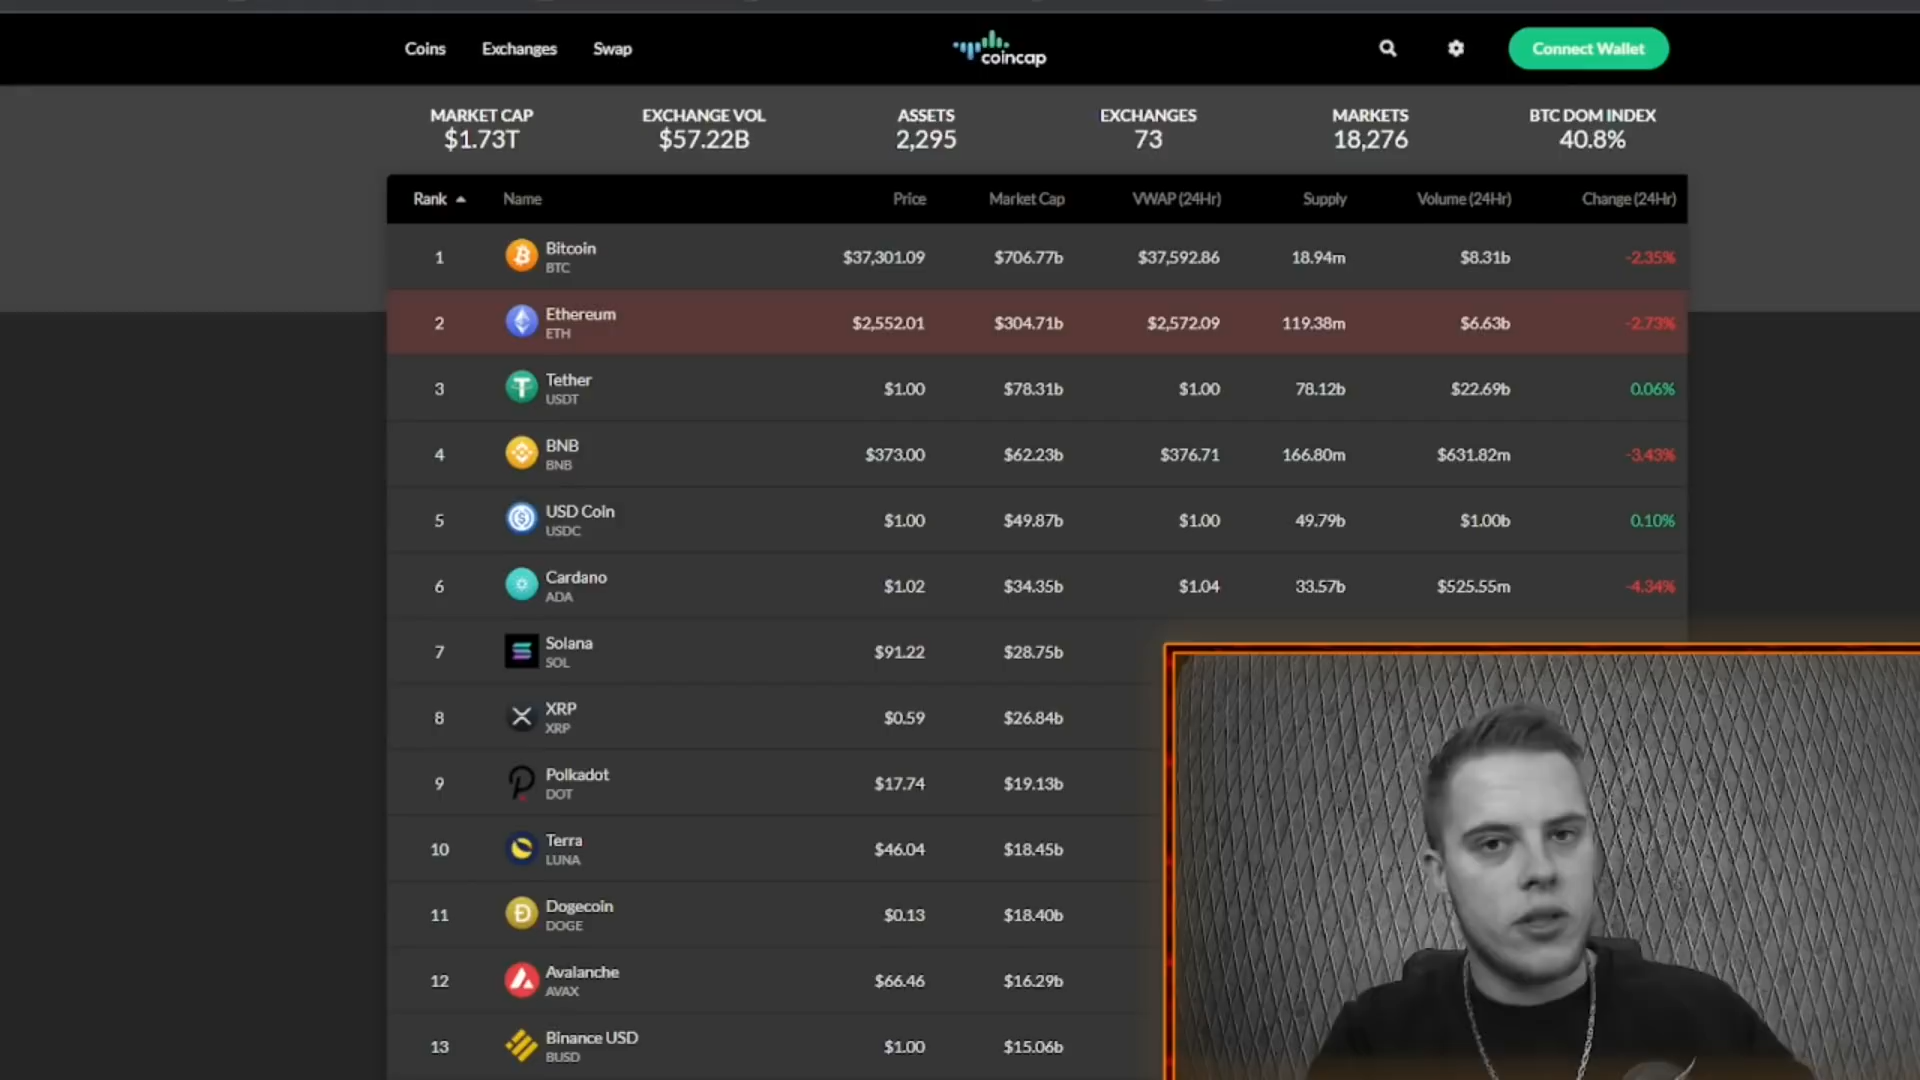 Coins Exchanges Swap coincap Connect Wallet
MARKET CAP EXCHANGE VOL ASSETS EXCHANGES MARKETS BTC DOM INDEX
$1.73T $57.22B 2,295 73 18,276 40.8%
Rank Name Price Market Cap VWAP (24Hr) Supply Volume (24Hr) Change (24Hr)
1 Bitcoin $37,301.09 $706.77b $37,592.86 18.94m $8.31b -2.35%
BTC
2 Ethereum $2,552.01 $304.71b $2,572.09 119.38m $6.63b -2.73%
ETH
3 Tether $1.00 $78.31b $1.00 78.12b $22.69b 0.06%
USDT
4 BNB $373.00 $62.23b $376.71 166.80m $631.82m -3.43%
BNB
5 USD Coin $1.00 $49.87b $1.00 49.79b $1.00b 0.10%
USDC
6 Cardano $1.02 $34.35b $1.04 33.57b $525.55m -4.34%
ADA
7 Solana $91.22 $28.75b
SOL
8 XRP $0.59 $26.84b
XRP
9 Polkadot $17.74 $19.13b
DOT
10 Terra $46.04 $18.45b
LUNA
11 Dogecoin $0.13 $18.40b
DOGE
12 Avalanche $66.46 $16.29b
AVAX
13 Binance USD $1.00 $15.06b
BUSD